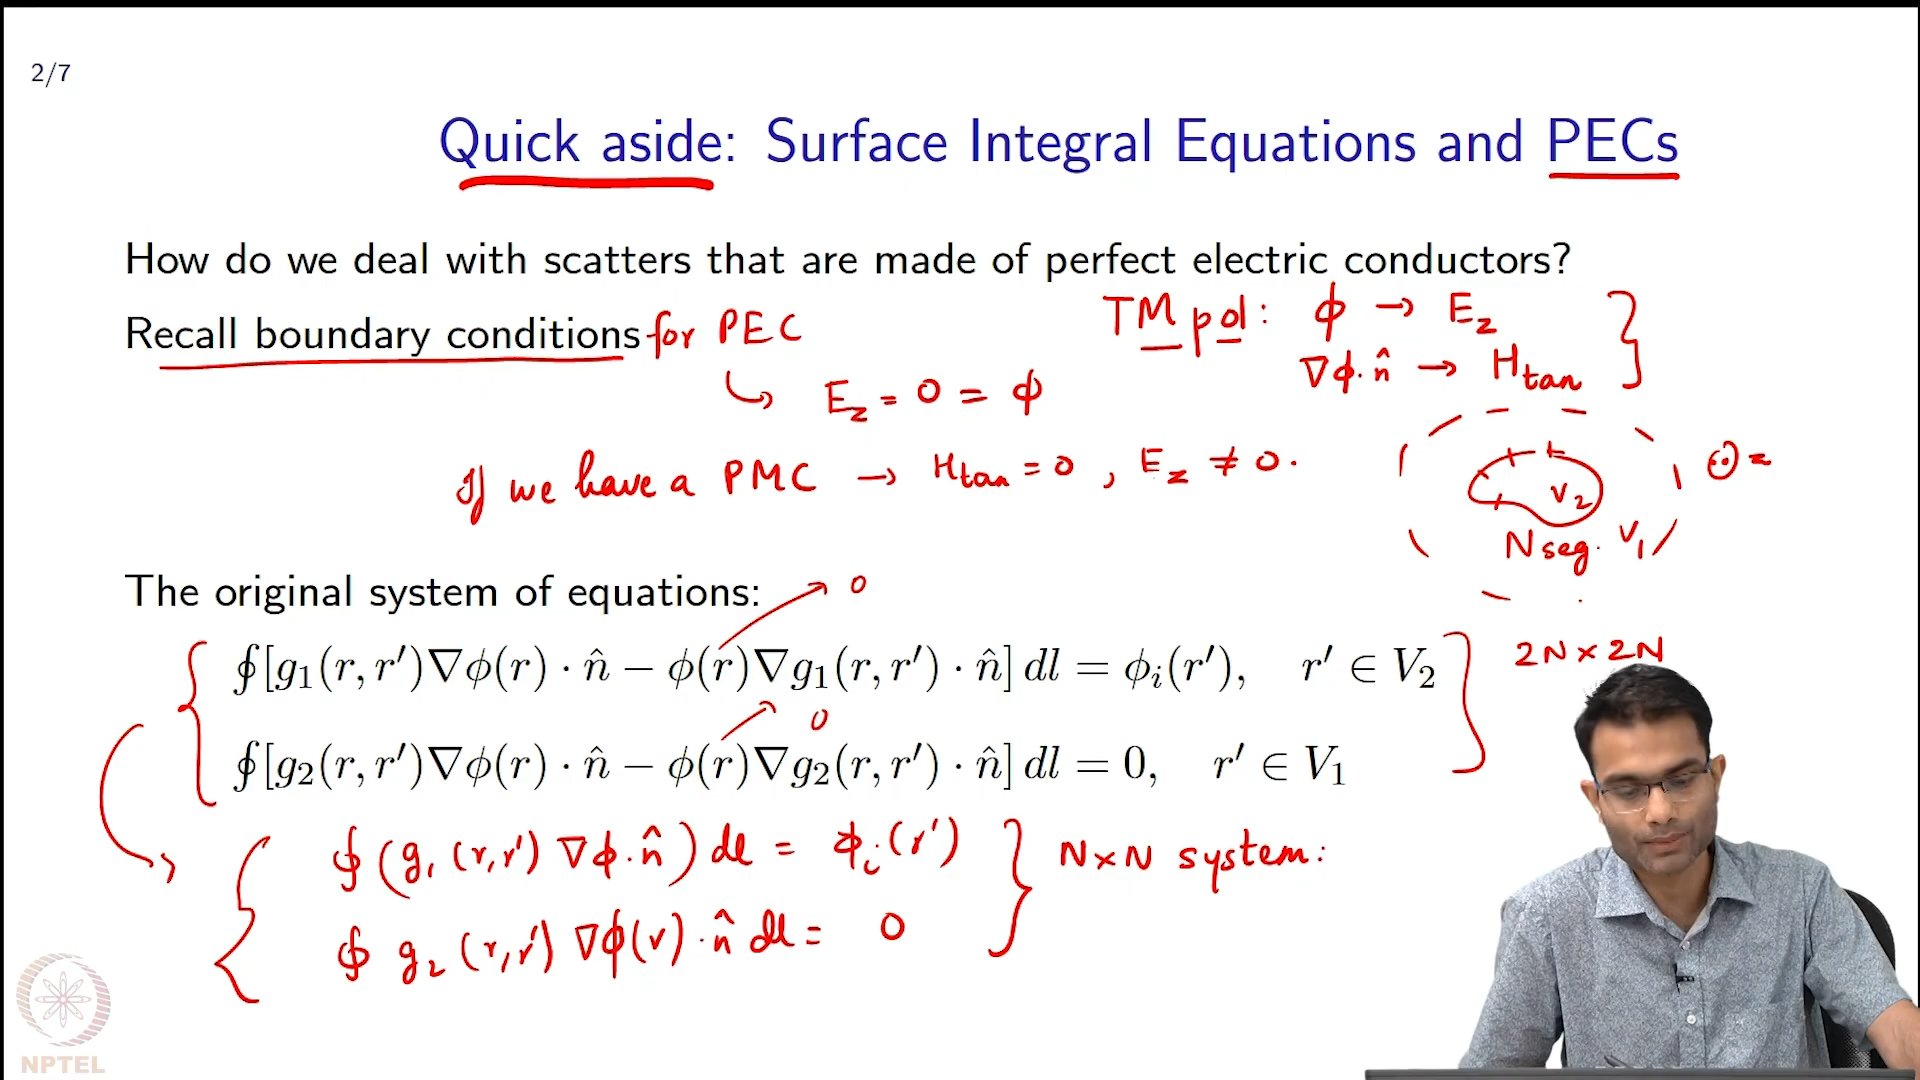 2/7
Quick aside: Surface Integral Equations and PECs
How do we deal with scatters that are made of perfect electric conductors?
Recall boundary conditions for PEC
TM pol: ϕ → E_z
∇ϕ·n̂ → H_tan
E_z = 0 = ϕ
If we have a PMC → H_tan = 0, E_z ≠ 0.
V_2
N seg. V_1
The original system of equations:
0
∮[g_1(r, r′)∇ϕ(r) · n̂ − ϕ(r)∇g_1(r, r′) · n̂] dl = ϕ_i(r′), r′ ∈ V_2
2N × 2N
0
∮[g_2(r, r′)∇ϕ(r) · n̂ − ϕ(r)∇g_2(r, r′) · n̂] dl = 0, r′ ∈ V_1
∮(g_1(r, r′) ∇ϕ·n̂) dl = ϕ_i(r′)
N×N system:
∮ g_2(r, r′) ∇ϕ(r)·n̂ dl = 0
NPTEL